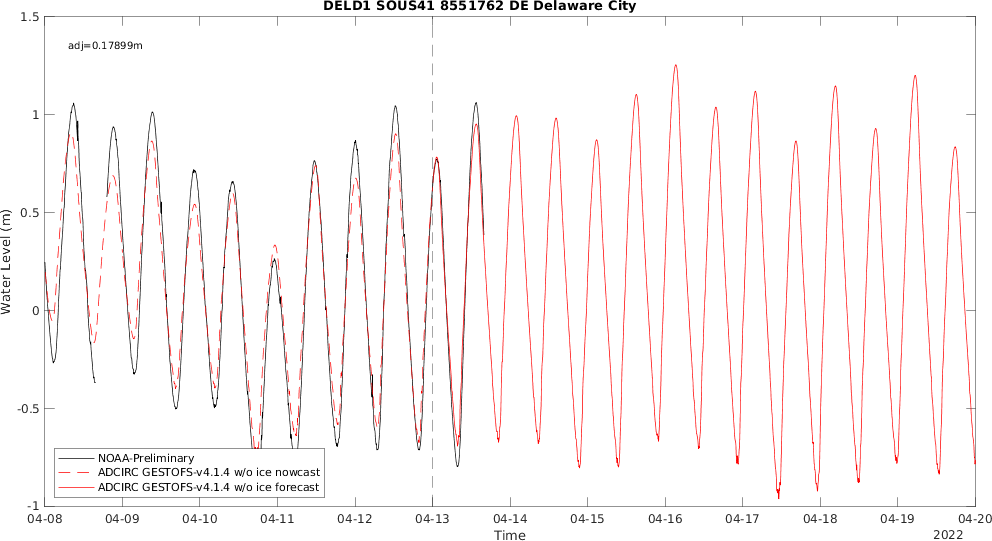 DELD1 SOUS41 8551762 DE Delaware City
adj=0.17899m
1.5
1
0.5
0
-0.5
-1
Water Level (m)
NOAA-Preliminary
ADCIRC GESTOFS-v4.1.4 w/o ice nowcast
ADCIRC GESTOFS-v4.1.4 w/o ice forecast
04-08 04-09 04-10 04-11 04-12 04-13 04-14 04-15 04-16 04-17 04-18 04-19 04-20
Time
2022